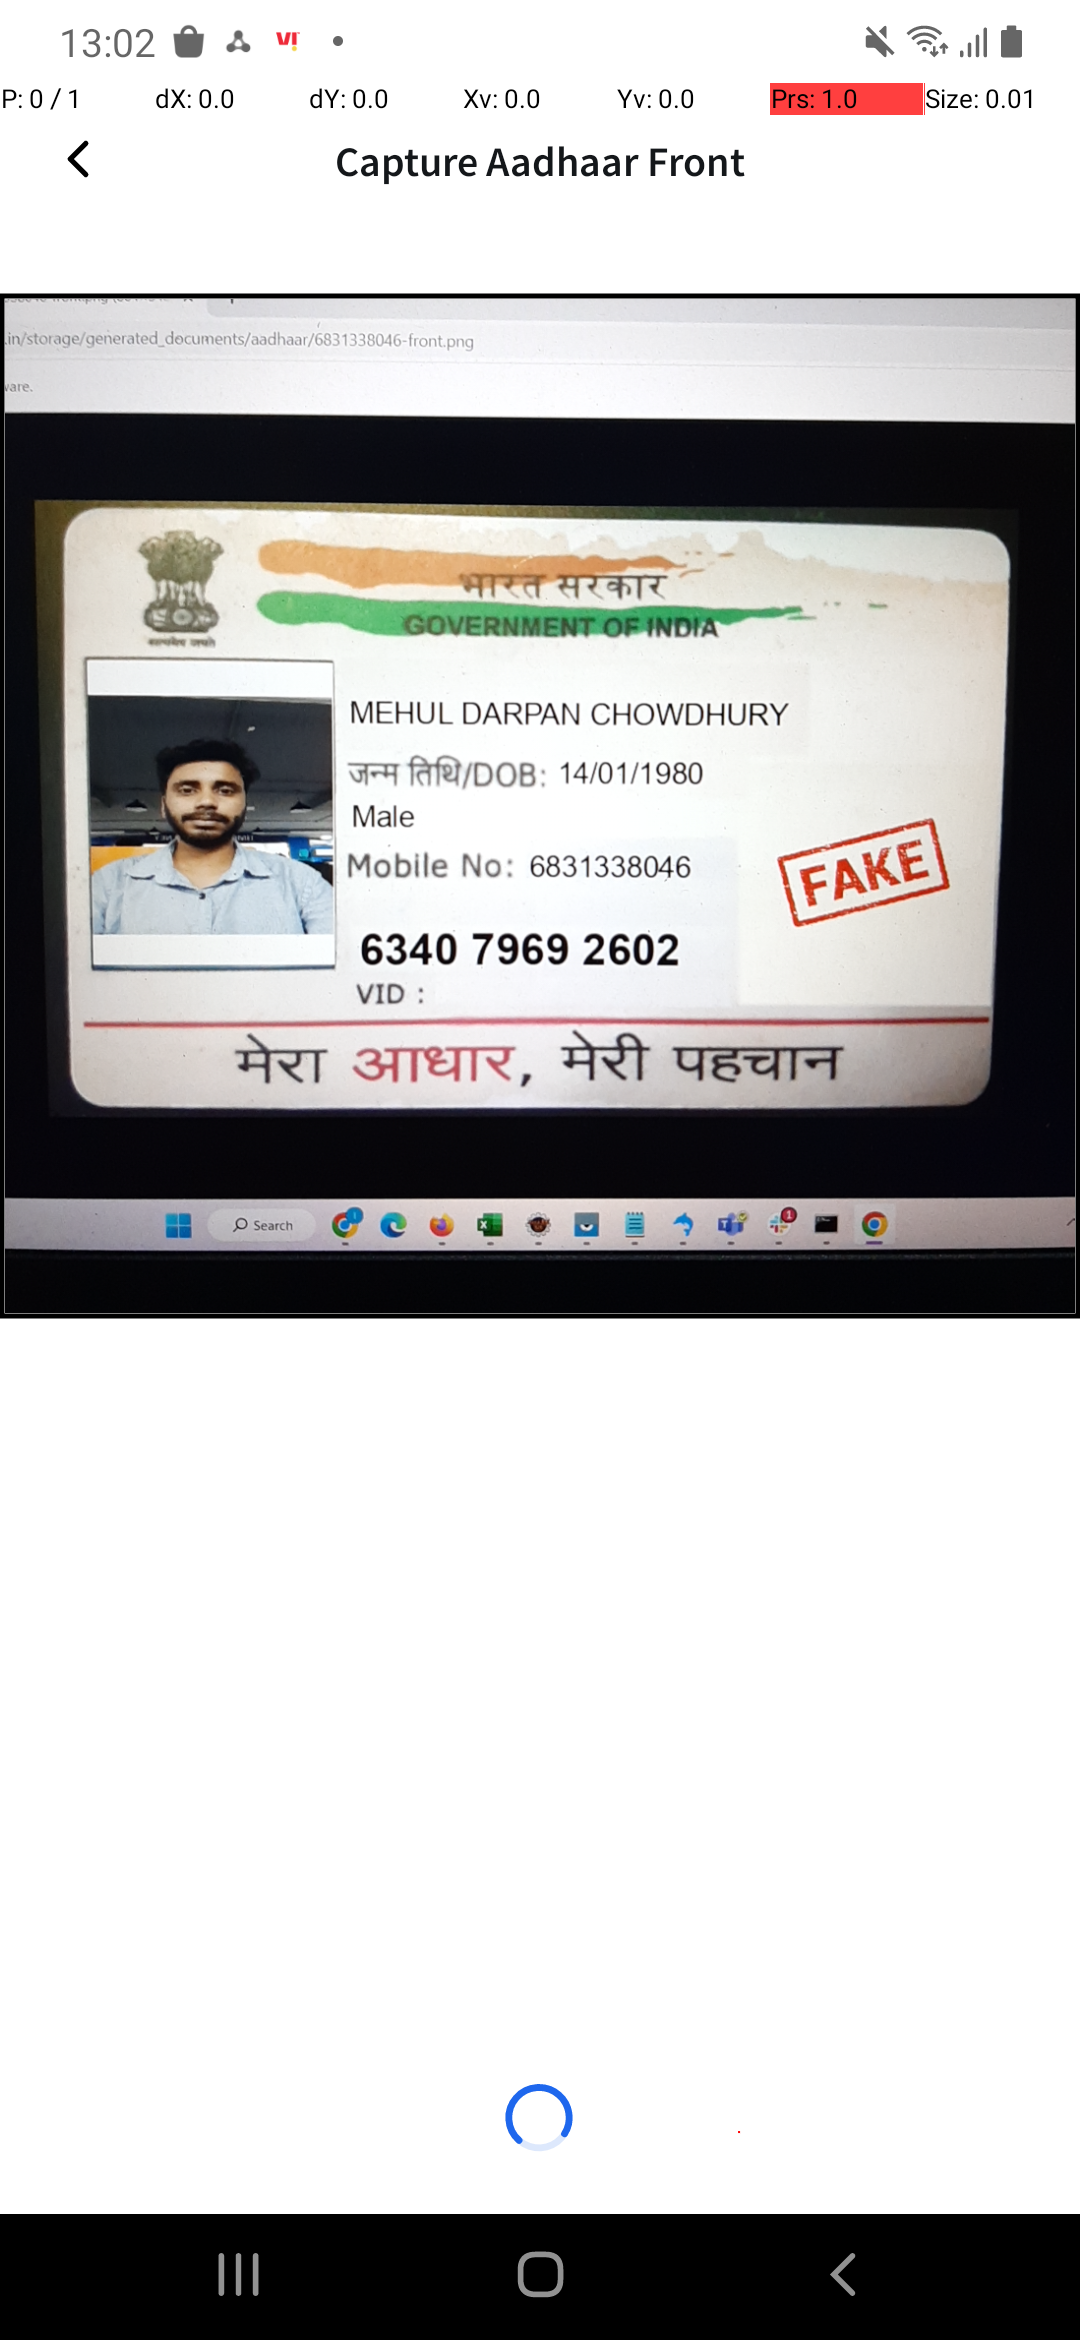 13:02
P: 0 / 1 dX: 0.0 dY: 0.0 Xv: 0.0 Yv: 0.0 Prs: 1.0 Size: 0.01
Capture Aadhaar Front
.in/storage/generated_documents/aadhaar/6831338046-front.png
ware.
भारत सरकार
GOVERNMENT OF INDIA
सत्यमेव जयते
MEHUL DARPAN CHOWDHURY
जन्म तिथि/DOB: 14/01/1980
Male
Mobile No: 6831338046
FAKE
6340 7969 2602
VID :
मेरा आधार, मेरी पहचान
Search